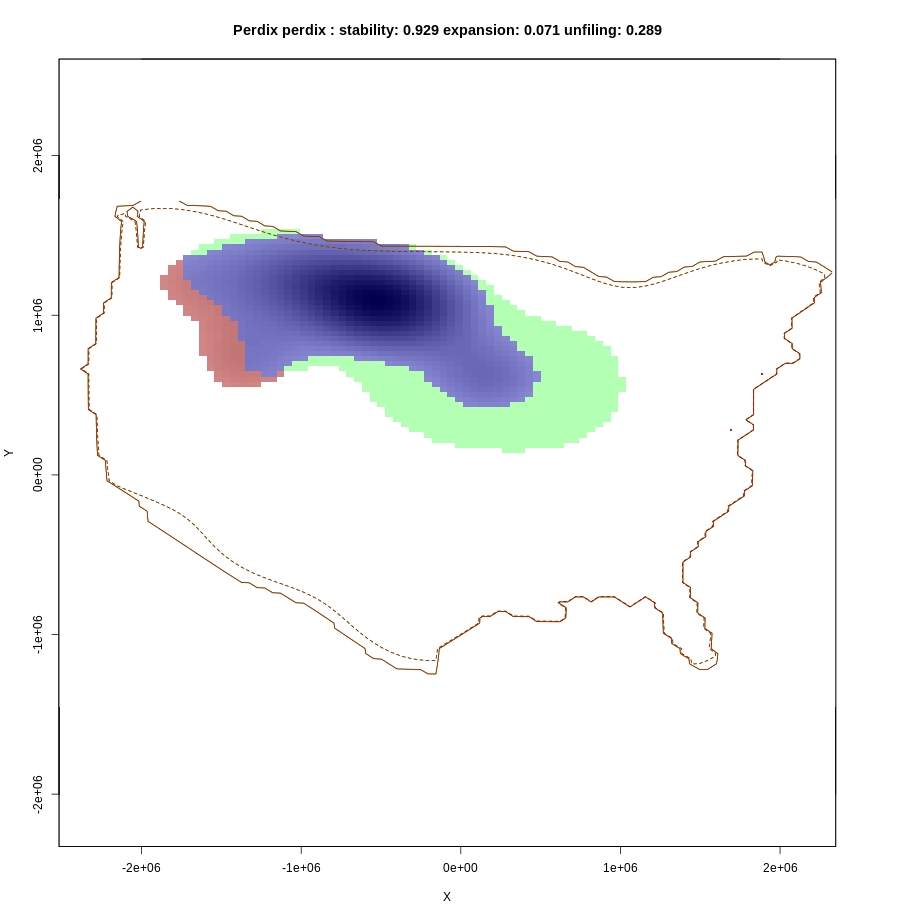 Perdix perdix : stability: 0.929 expansion: 0.071 unfiling: 0.289
2e+06
1e+06
Y
0e+00
-1e+06
-2e+06
-2e+06 -1e+06 0e+00 1e+06 2e+06
X